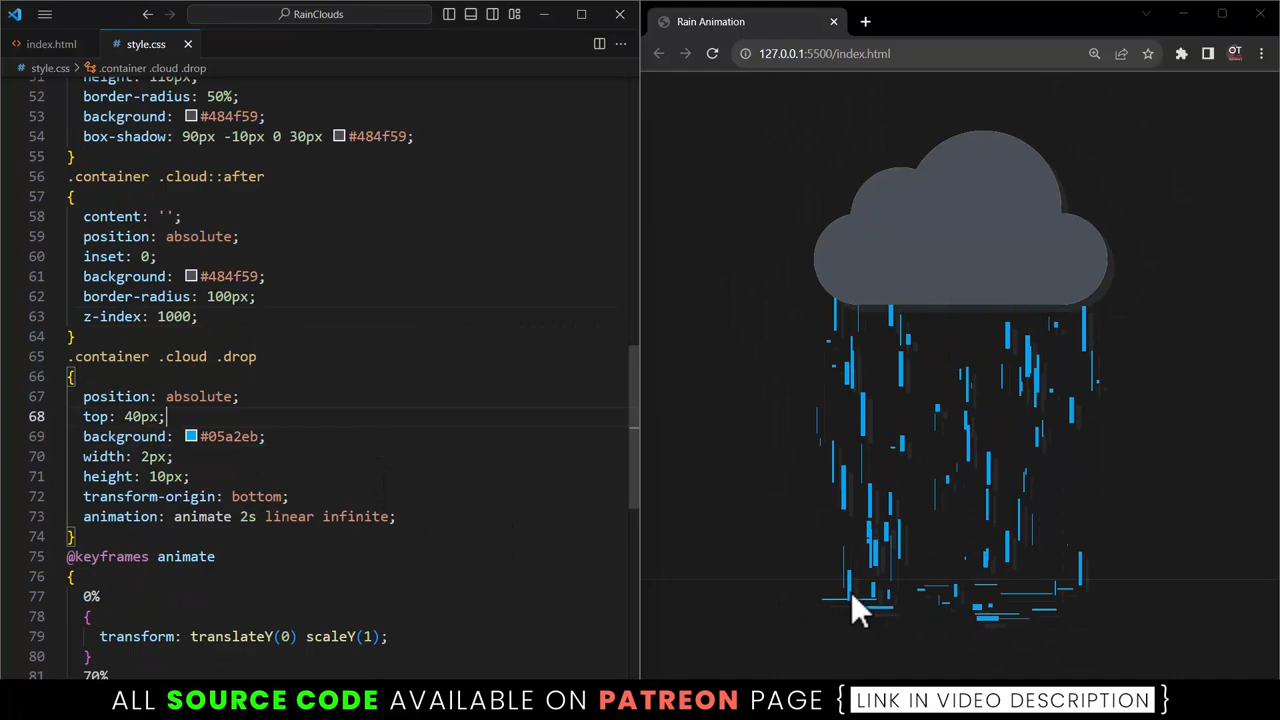 RainClouds
index.html
style.css
style.css
.container .cloud .drop
52
border-radius: 50%;
53
background: #484f59;
54
box-shadow: 90px -10px 0 30px #484f59;
55
}
56
.container .cloud::after
57
{
58
content: '';
59
position: absolute;
60
inset: 0;
61
background: #484f59;
62
border-radius: 100px;
63
z-index: 1000;
64
}
65
.container .cloud .drop
66
{
67
position: absolute;
68
top: 40px;
69
background: #05a2eb;
70
width: 2px;
71
height: 10px;
72
transform-origin: bottom;
73
animation: animate 2s linear infinite;
74
}
75
@keyframes animate
76
{
77
0%
78
{
79
transform: translateY(0) scaleY(1);
80
}
81
70%
Rain Animation
127.0.0.1:5500/index.html
OT
ALL SOURCE CODE AVAILABLE ON PATREON PAGE { LINK IN VIDEO DESCRIPTION }